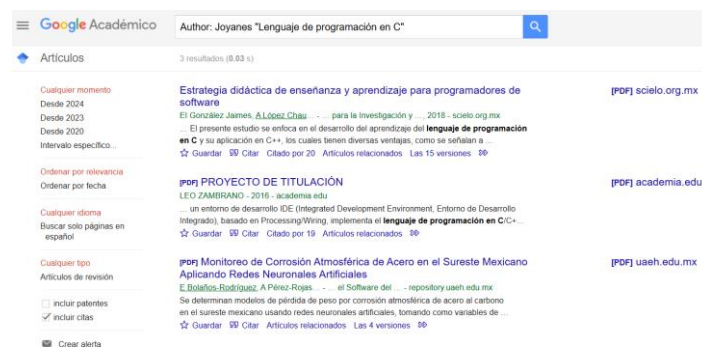 Google Académico
Author: Joyanes "Lenguaje de programación en C"
Artículos
3 resultados (0.03 s)
Cualquier momento
Desde 2024
Desde 2023
Desde 2020
Intervalo específico...
Ordenar por relevancia
Ordenar por fecha
Cualquier idioma
Buscar solo páginas en
español
Cualquier tipo
Artículos de revisión
incluir patentes
incluir citas
Crear alerta
Estrategia didáctica de enseñanza y aprendizaje para programadores de
software
[PDF] scielo.org.mx
EI González Jaimes, A López Chau... - ... para la Investigación y ..., 2018 - scielo.org.mx
... El presente estudio se enfoca en el desarrollo del aprendizaje del lenguaje de programación
en C y su aplicación en C++, los cuales tienen diversas ventajas, como se señalan a ...
Guardar Citar Citado por 20 Artículos relacionados Las 15 versiones
[PDF] PROYECTO DE TITULACIÓN
[PDF] academia.edu
LEO ZAMBRANO - 2016 - academia.edu
... un entorno de desarrollo IDE (Integrated Development Environment, Entorno de Desarrollo
Integrado), basado en Processing/Wiring, implementa el lenguaje de programación en C/C+...
Guardar Citar Citado por 19 Artículos relacionados
[PDF] Monitoreo de Corrosión Atmosférica de Acero en el Sureste Mexicano
Aplicando Redes Neuronales Artificiales
[PDF] uaeh.edu.mx
E Bolaños-Rodríguez, A Pérez-Rojas... - ... el Software del ... - repository.uaeh.edu.mx
Se determinan modelos de pérdida de peso por corrosión atmosférica de acero al carbono
en el sureste mexicano usando redes neuronales artificiales, tomando como variables de ...
Guardar Citar Artículos relacionados Las 4 versiones